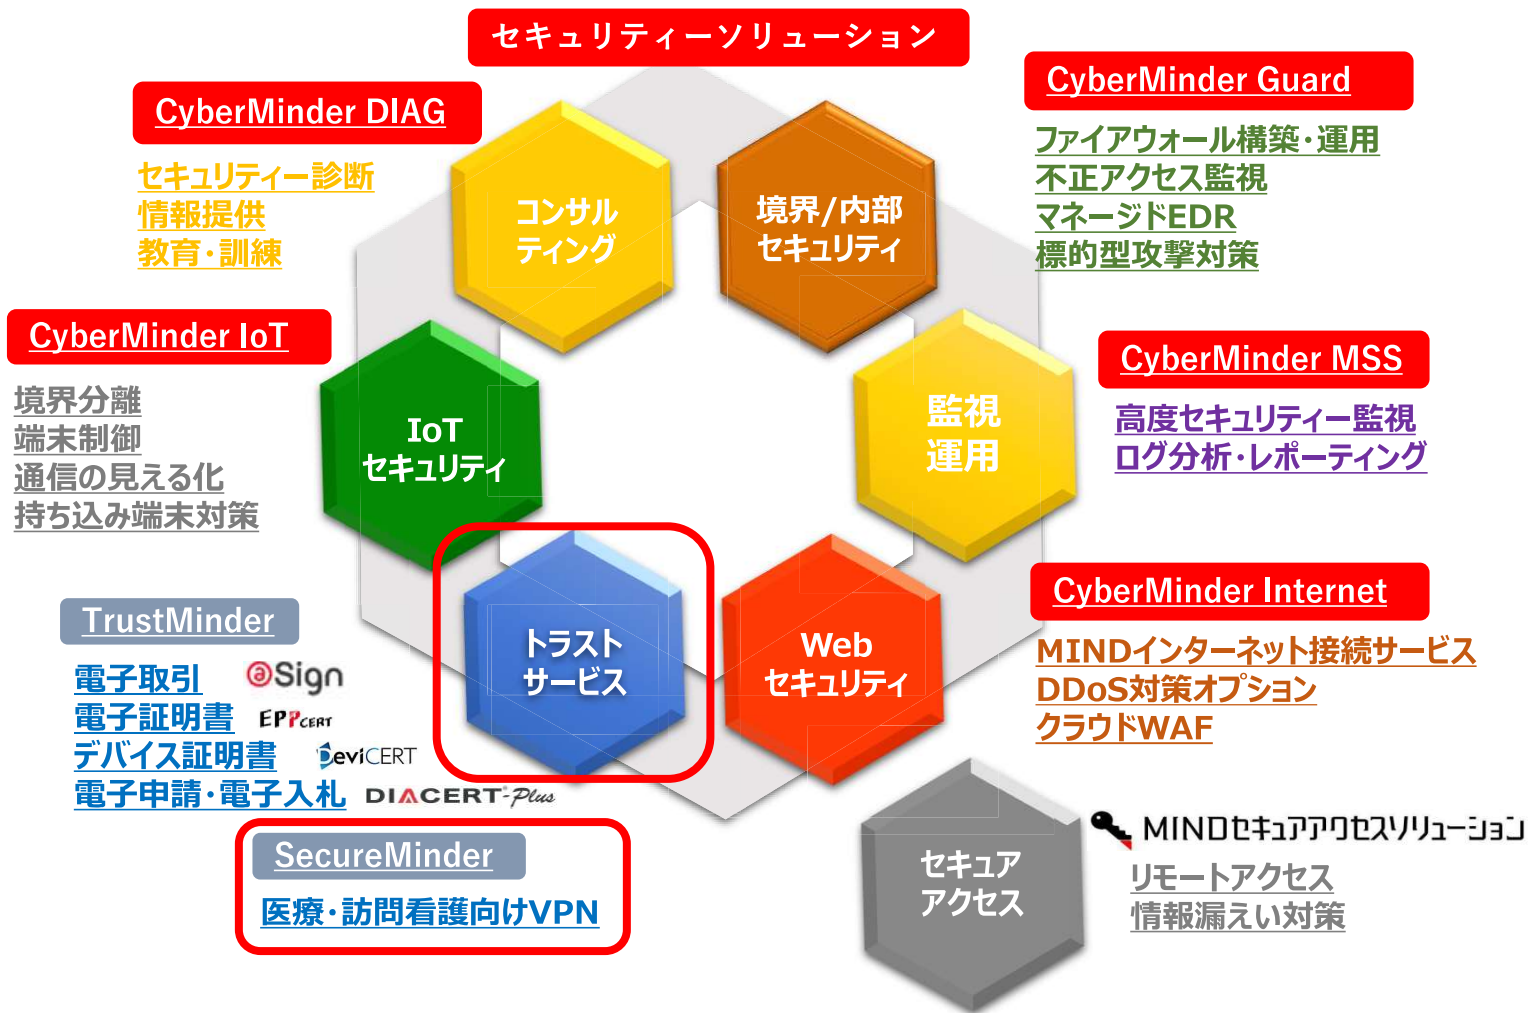 セキュリティーソリューション
CyberMinder DIAG
セキュリティー診断
情報提供
教育・訓練
コンサル
ティング
境界/内部
セキュリティ
CyberMinder Guard
ファイアウォール構築・運用
不正アクセス監視
マネージドEDR
標的型攻撃対策
CyberMinder IoT
境界分離
端末制御
通信の見える化
持ち込み端末対策
IoT
セキュリティ
監視
運用
CyberMinder MSS
高度セキュリティー監視
ログ分析・レポーティング
TrustMinder
電子取引 @Sign
電子証明書 EPPCERT
デバイス証明書 DeviCERT
電子申請・電子入札 DIACERT-Plus
トラスト
サービス
Web
セキュリティ
CyberMinder Internet
MINDインターネット接続サービス
DDoS対策オプション
クラウドWAF
SecureMinder
医療・訪問看護向けVPN
セキュア
アクセス
MINDセキュアアクセスソリューション
リモートアクセス
情報漏えい対策